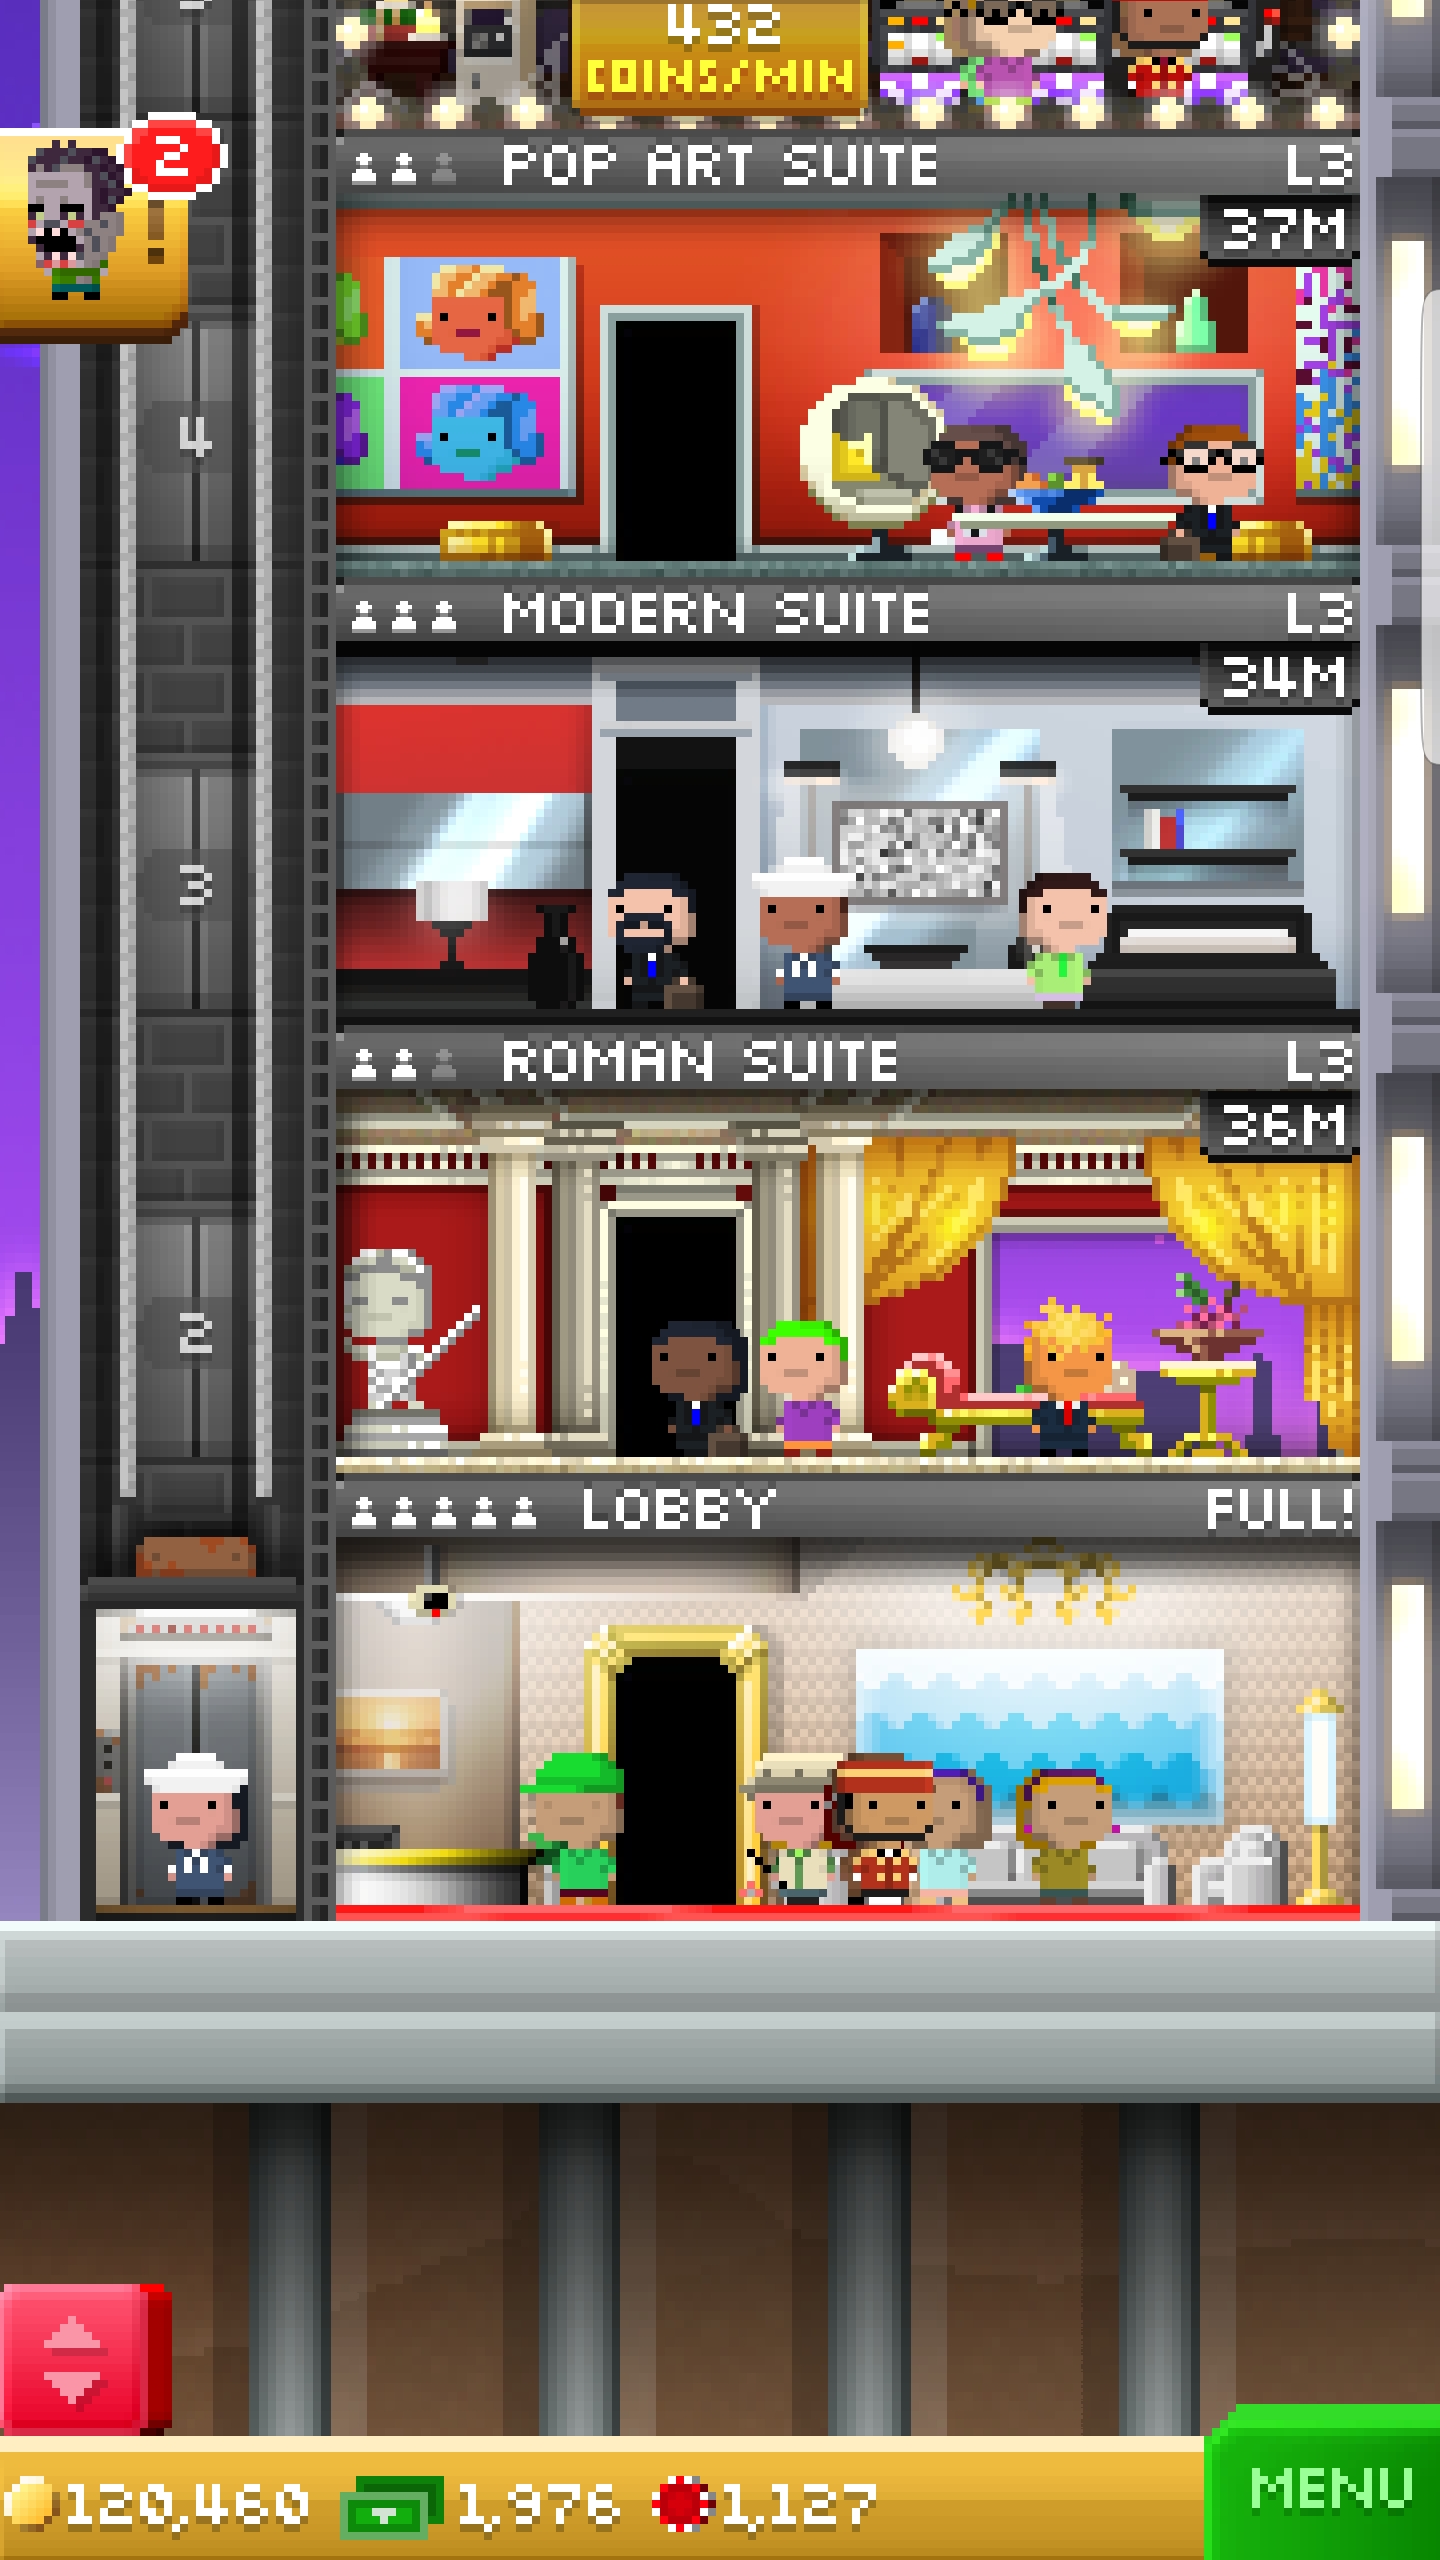 432
COINS/MIN
2
!
POP ART SUITE L3
37M
4
MODERN SUITE L3
34M
3
ROMAN SUITE L3
36M
2
LOBBY FULL!
MENU
120,460 1,976 1,127